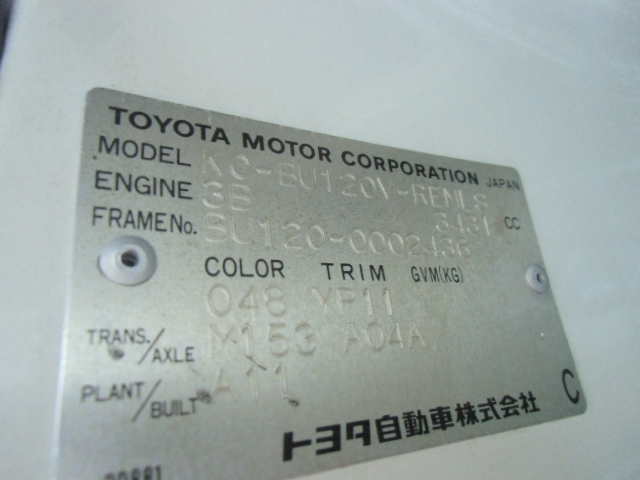 TOYOTA MOTOR CORPORATION JAPAN
MODEL KC-BU120V-RENLS
ENGINE 3B 3431 CC
FRAME No. BU120-0002436
COLOR TRIM GVM(KG)
048 YP11
TRANS./AXLE M153 A04A
PLANT/BUILT A11
トヨタ自動車株式会社 C